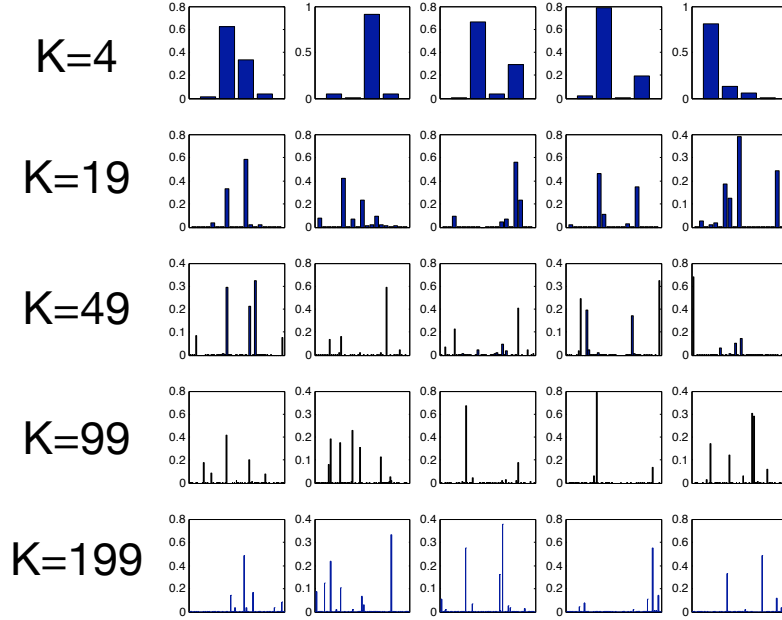 K=4
0.8 1 0.8 0.8 1
0.6 0.6 0.6
0.5 0.5
0.4 0.4 0.4
0.2 0.2 0.2
0 0 0 0 0
K=19
0.8 0.8 0.8 0.8 0.4
0.6 0.6 0.6 0.6 0.3
0.4 0.4 0.4 0.4 0.2
0.2 0.2 0.2 0.2 0.1
0 0 0 0 0
K=49
0.4 0.8 0.8 0.4 0.8
0.3 0.6 0.6 0.3 0.6
0.2 0.4 0.4 0.2 0.4
0.1 0.2 0.2 0.1 0.2
0 0 0 0 0
K=99
0.8 0.4 0.8 0.8 0.4
0.6 0.3 0.6 0.6 0.3
0.4 0.2 0.4 0.4 0.2
0.2 0.1 0.2 0.2 0.1
0 0 0 0 0
K=199
0.8 0.4 0.4 0.8 0.8
0.6 0.3 0.3 0.6 0.6
0.4 0.2 0.2 0.4 0.4
0.2 0.1 0.1 0.2 0.2
0 0 0 0 0